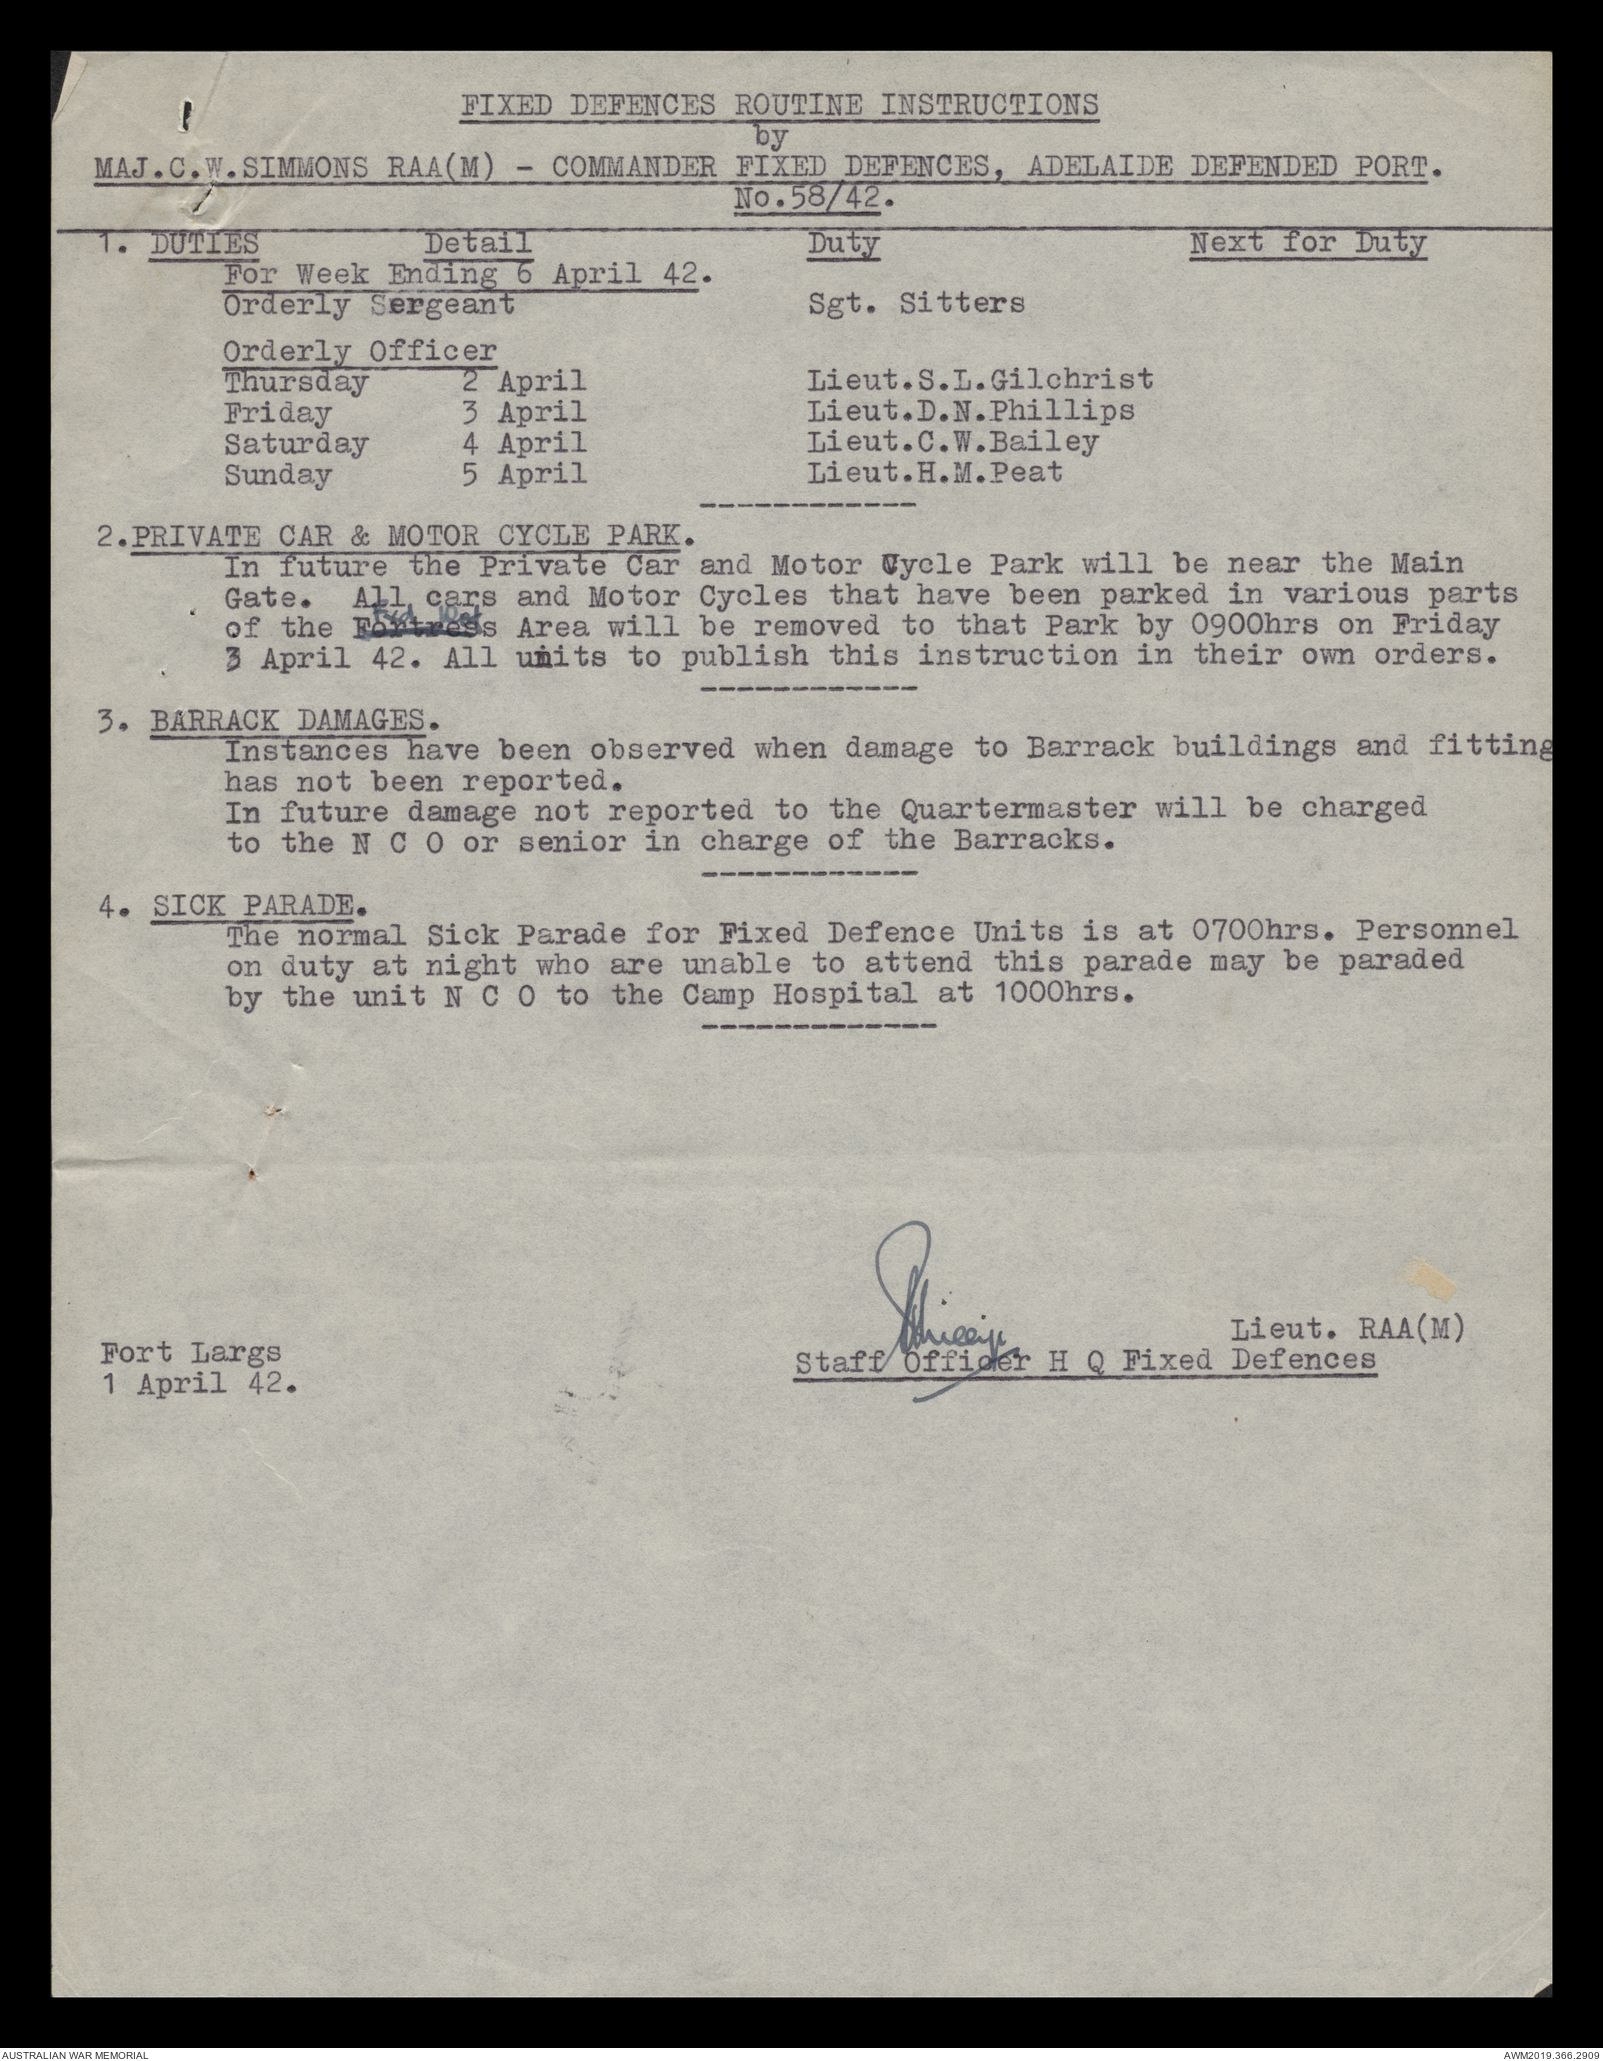 FIXED DEFENCES ROUTINE INSTRUCTIONS
by
MAJ.C.W.SIMMONS RAA(M) - COMMANDER FIXED DEFENCES, ADELAIDE DEFENDED PORT.
No.58/42.
1. DUTIES Detail Duty Next for Duty
For Week Ending 6 April 42.
Orderly Sergeant Sgt. Sitters
Orderly Officer
Thursday 2 April Lieut.S.L.Gilchrist
Friday 3 April Lieut.D.N.Phillips
Saturday 4 April Lieut.C.W.Bailey
Sunday 5 April Lieut.H.M.Peat
------------
2.PRIVATE CAR & MOTOR CYCLE PARK.
In future the Private Car and Motor Cycle Park will be near the Main
Gate. All cars and Motor Cycles that have been parked in various parts
Fxd Def
of the Fortress Area will be removed to that Park by 0900hrs on Friday
3 April 42. All units to publish this instruction in their own orders.
------------
3. BARRACK DAMAGES.
Instances have been observed when damage to Barrack buildings and fitting
has not been reported.
In future damage not reported to the Quartermaster will be charged
to the N C O or senior in charge of the Barracks.
------------
4. SICK PARADE.
The normal Sick Parade for Fixed Defence Units is at 0700hrs. Personnel
on duty at night who are unable to attend this parade may be paraded
by the unit N C O to the Camp Hospital at 1000hrs.
-------------
Lieut. RAA(M)
Fort Largs Staff Officer H Q Fixed Defences
1 April 42.
AUSTRALIAN WAR MEMORIAL AWM2019.366.2909